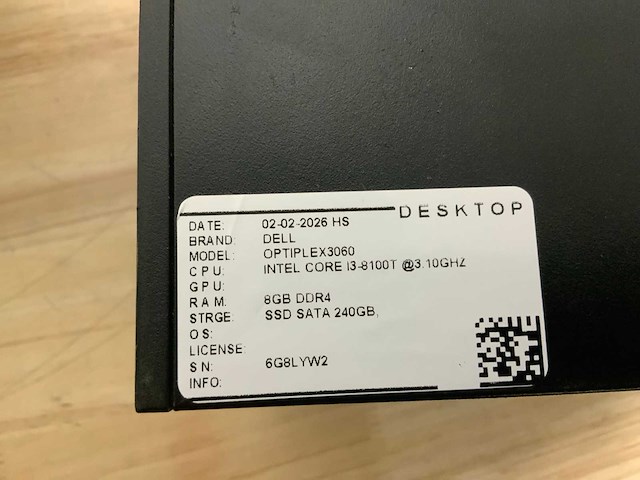 DESKTOP
DATE: 02-02-2026 HS
BRAND: DELL
MODEL: OPTIPLEX3060
CPU: INTEL CORE I3-8100T @3.10GHZ
GPU:
RAM: 8GB DDR4
STRGE: SSD SATA 240GB,
OS:
LICENSE:
SN: 6G8LYW2
INFO: